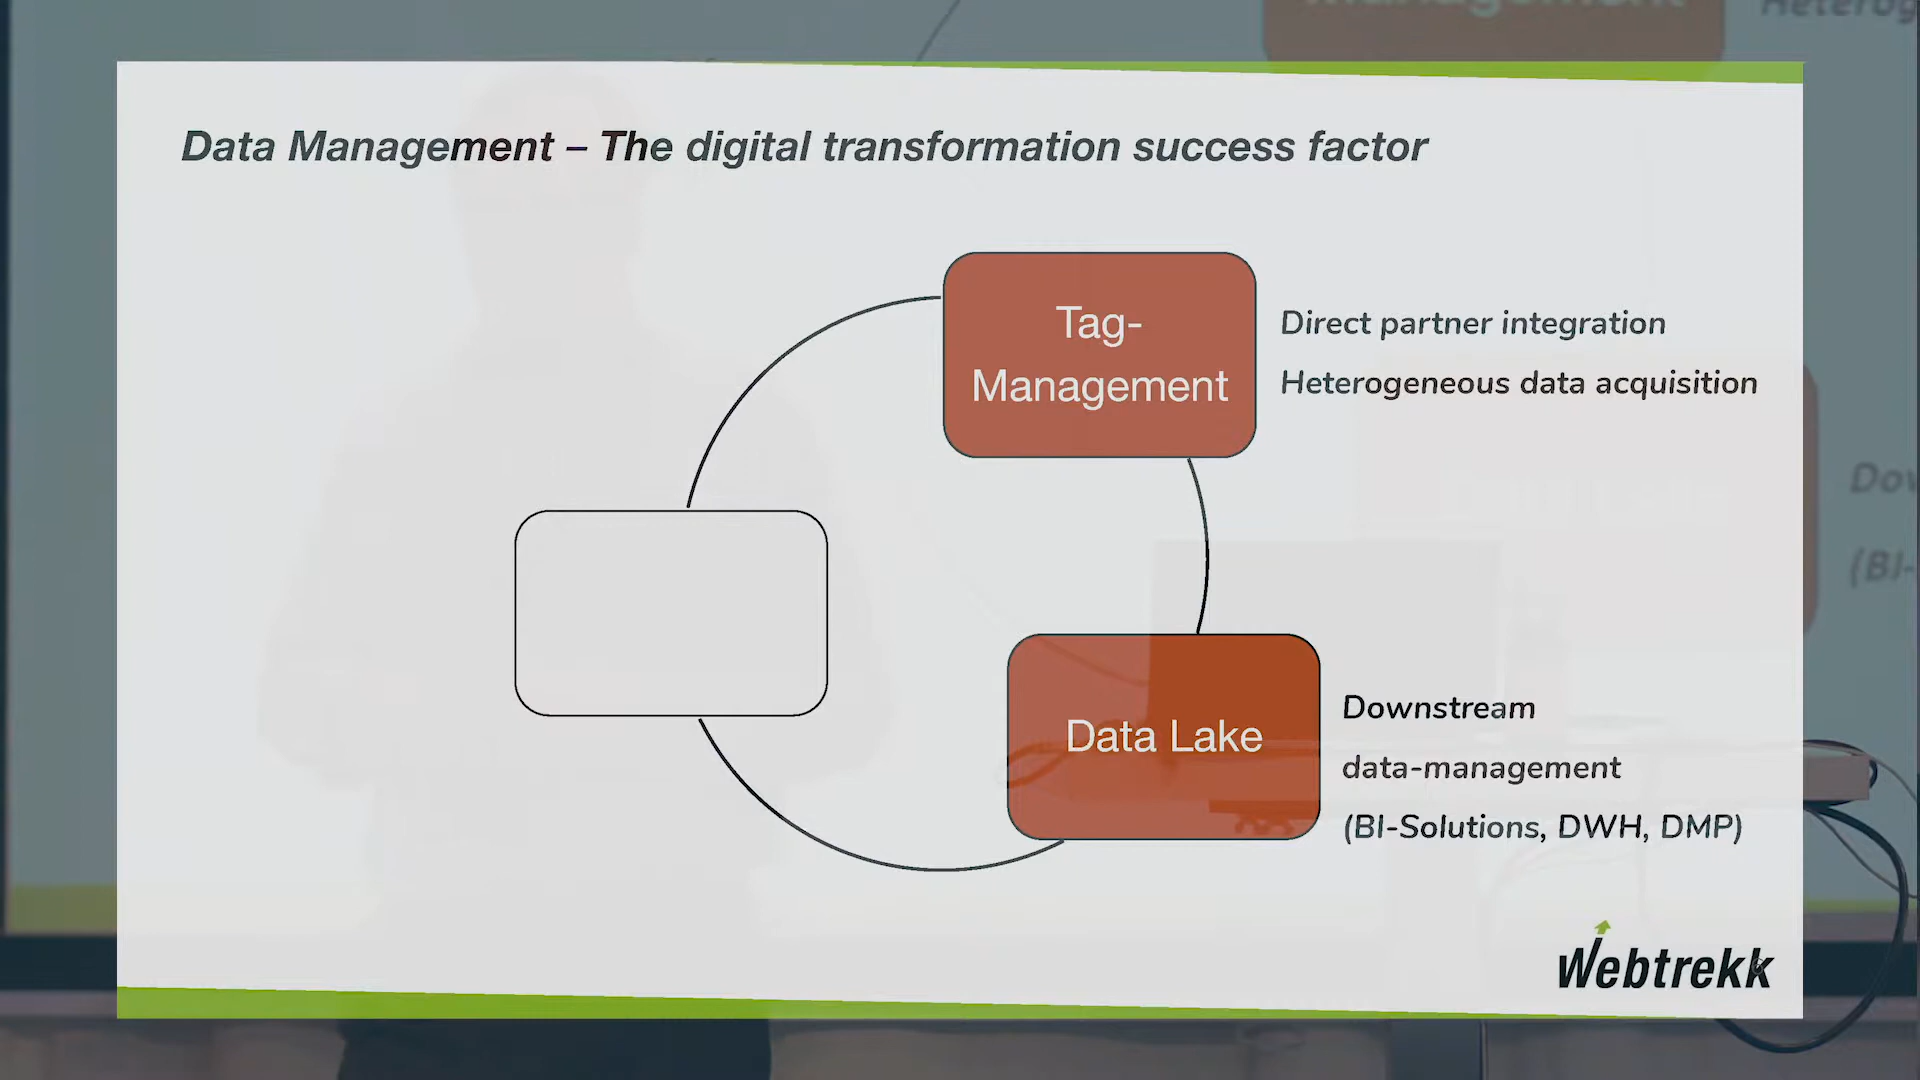 Data Management – The digital transformation success factor
Tag-
Management
Direct partner integration
Heterogeneous data acquisition
Data Lake
Downstream
data-management
(BI-Solutions, DWH, DMP)
Webtrekk